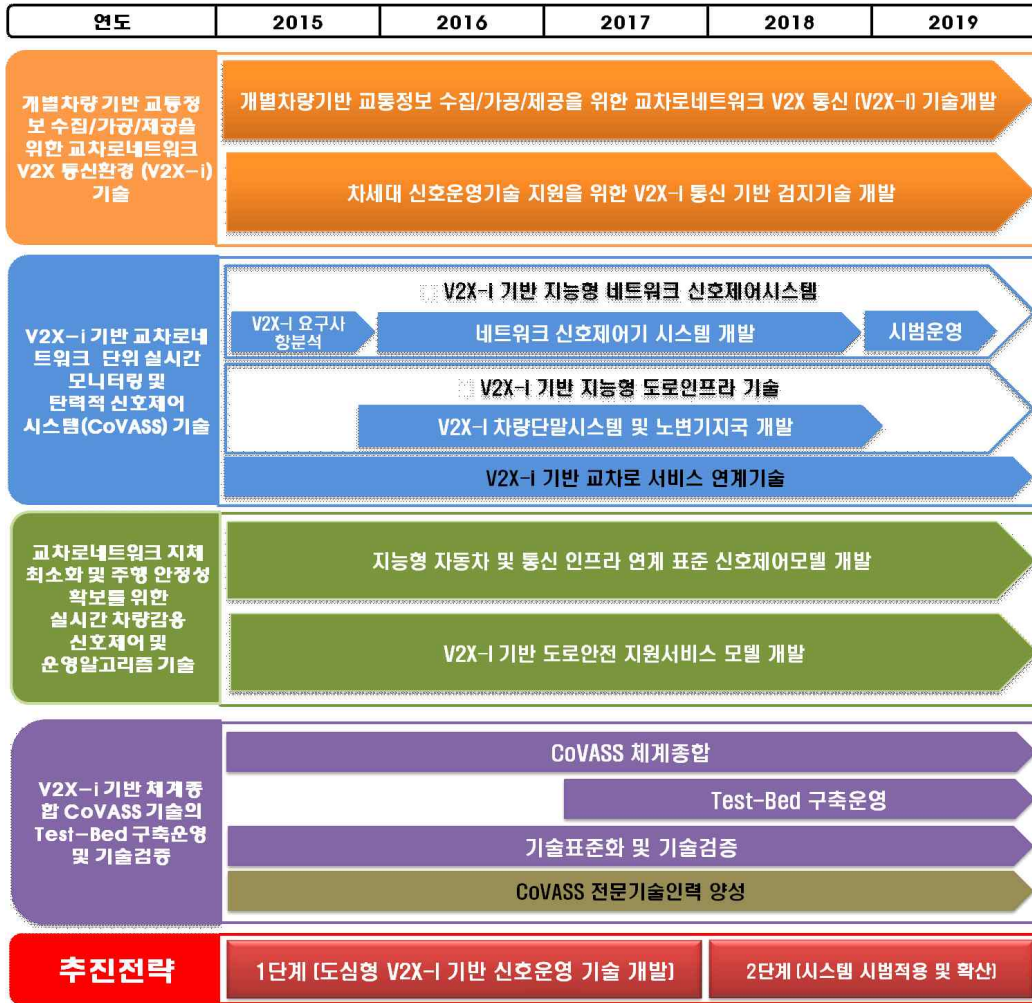 연도 2015 2016 2017 2018 2019
개별차량 기반 교통정
보 수집/가공/제공을
위한 교차로네트워크
V2X 통신환경 (V2X-i)
기술
개별차량기반 교통정보 수집/가공/제공을 위한 교차로네트워크 V2X 통신 (V2X-I) 기술개발
차세대 신호운영기술 지원을 위한 V2X-I 통신 기반 검지기술 개발
V2X-i 기반 교차로네
트워크 단위 실시간
모니터링 및
탄력적 신호제어
시스템(CoVASS) 기술
V2X-I 기반 지능형 네트워크 신호제어시스템
V2X-I 요구사
항분석
네트워크 신호제어기 시스템 개발
시범운영
V2X-I 기반 지능형 도로인프라 기술
V2X-I 차량단말시스템 및 노변기지국 개발
V2X-i 기반 교차로 서비스 연계기술
교차로네트워크 지체
최소화 및 주행 안정성
확보를 위한
실시간 차량감응
신호제어 및
운영알고리즘 기술
지능형 자동차 및 통신 인프라 연계 표준 신호제어모델 개발
V2X-I 기반 도로안전 지원서비스 모델 개발
V2X-i 기반 체계종
합 CoVASS 기술의
Test-Bed 구축운영
및 기술검증
CoVASS 체계종합
Test-Bed 구축운영
기술표준화 및 기술검증
CoVASS 전문기술인력 양성
추진전략
1단계 (도심형 V2X-I 기반 신호운영 기술 개발)
2단계 (시스템 시범적용 및 확산)